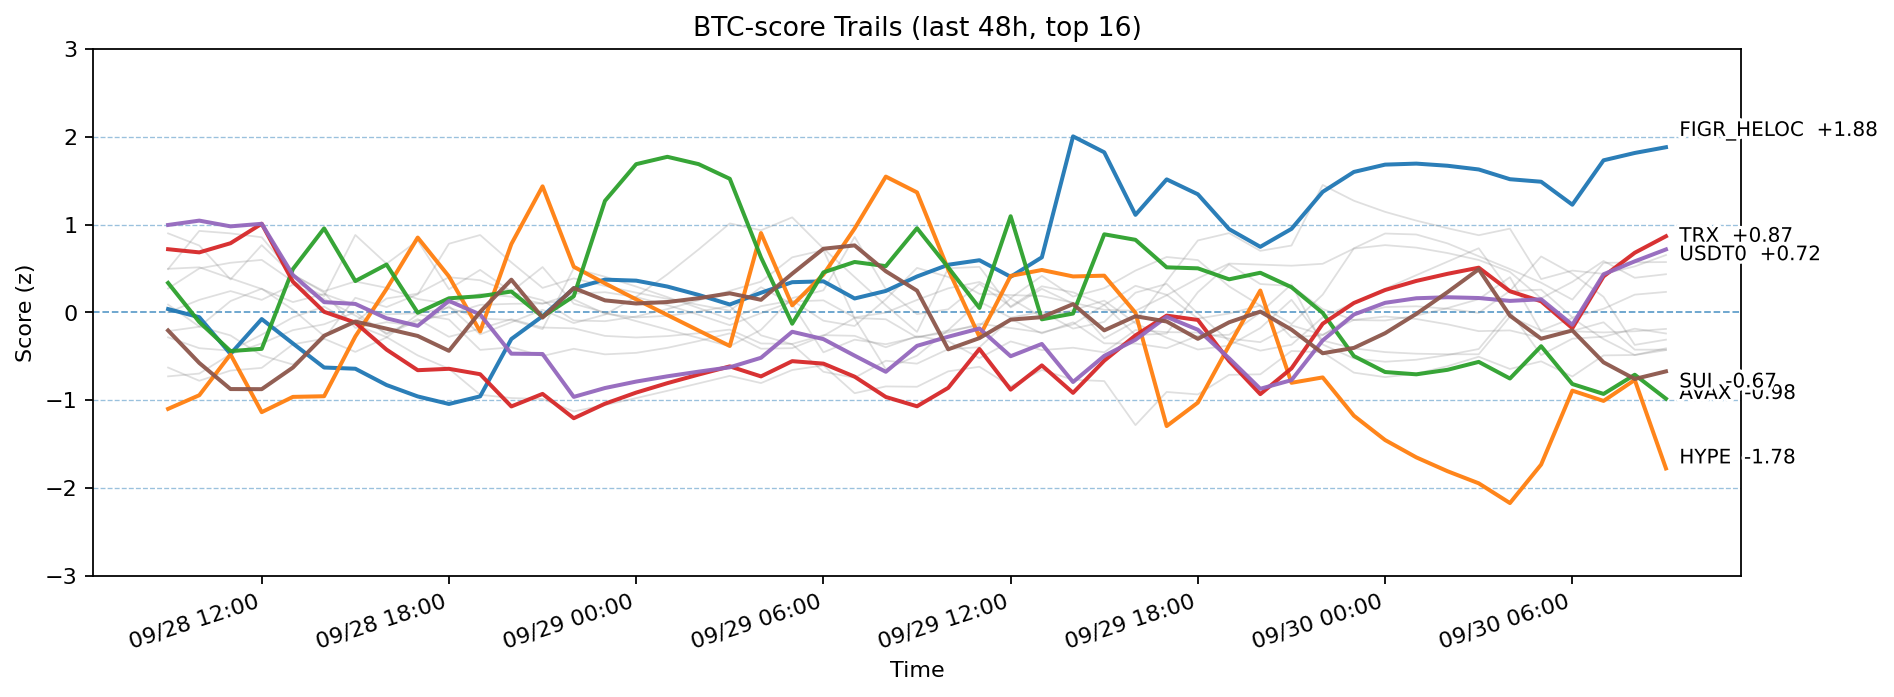 BTC-score Trails (last 48h, top 16)
Score (z)
3
2
1
0
−1
−2
−3
FIGR_HELOC +1.88
TRX +0.87
USDT0 +0.72
SUI -0.67
AVAX -0.98
HYPE -1.78
09/28 12:00
09/28 18:00
09/29 00:00
09/29 06:00
09/29 12:00
09/29 18:00
09/30 00:00
09/30 06:00
Time